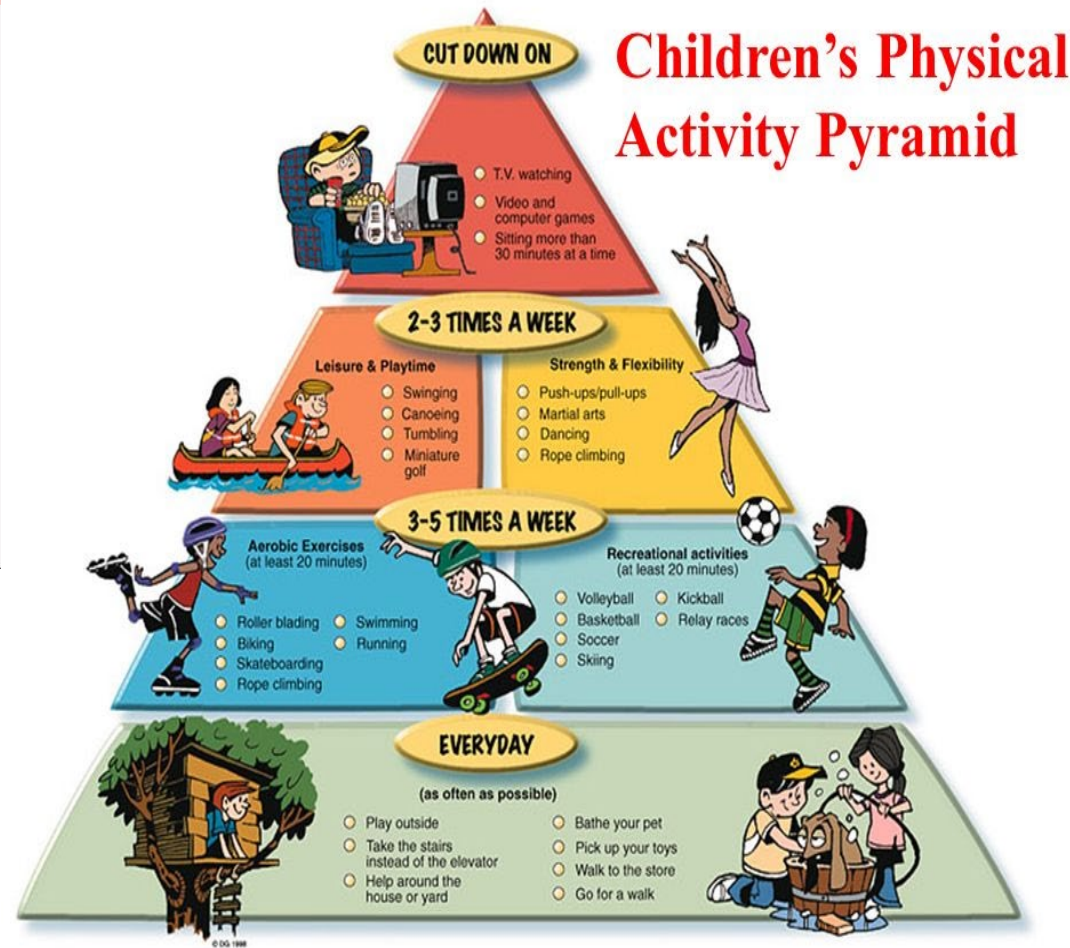 Children's Physical
Activity Pyramid
CUT DOWN ON
T.V. watching
Video and
computer games
Sitting more than
30 minutes at a time
2-3 TIMES A WEEK
Leisure & Playtime
Swinging
Canoeing
Tumbling
Miniature
golf
Strength & Flexibility
Push-ups/pull-ups
Martial arts
Dancing
Rope climbing
3-5 TIMES A WEEK
Aerobic Exercises
(at least 20 minutes)
Roller blading
Biking
Skateboarding
Rope climbing
Swimming
Running
Recreational activities
(at least 20 minutes)
Volleyball
Basketball
Soccer
Skiing
Kickball
Relay races
EVERYDAY
(as often as possible)
Play outside
Take the stairs
instead of the elevator
Help around the
house or yard
Bathe your pet
Pick up your toys
Walk to the store
Go for a walk
© DG 1998